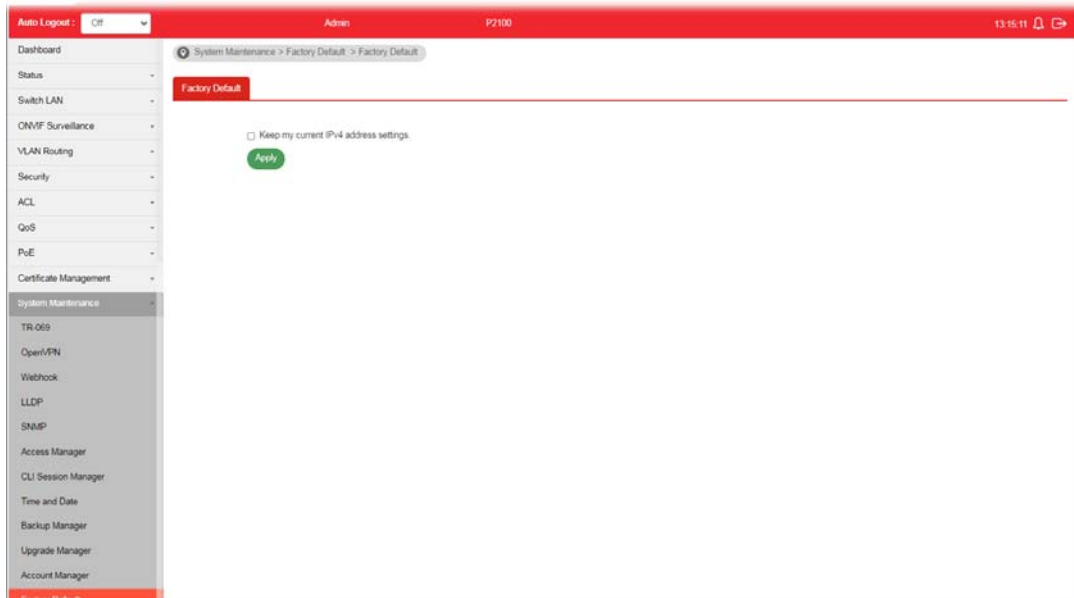 Auto Logout : Off Admin P2100 13:15:11
Dashboard
System Maintenance > Factory Default > Factory Default
Status
Factory Default
Switch LAN
ONVIF Surveillance
Keep my current IPv4 address settings.
VLAN Routing
Apply
Security
ACL
QoS
PoE
Certificate Management
System Maintenance
TR-069
OpenVPN
Webhook
LLDP
SNMP
Access Manager
CLI Session Manager
Time and Date
Backup Manager
Upgrade Manager
Account Manager
Factory Default